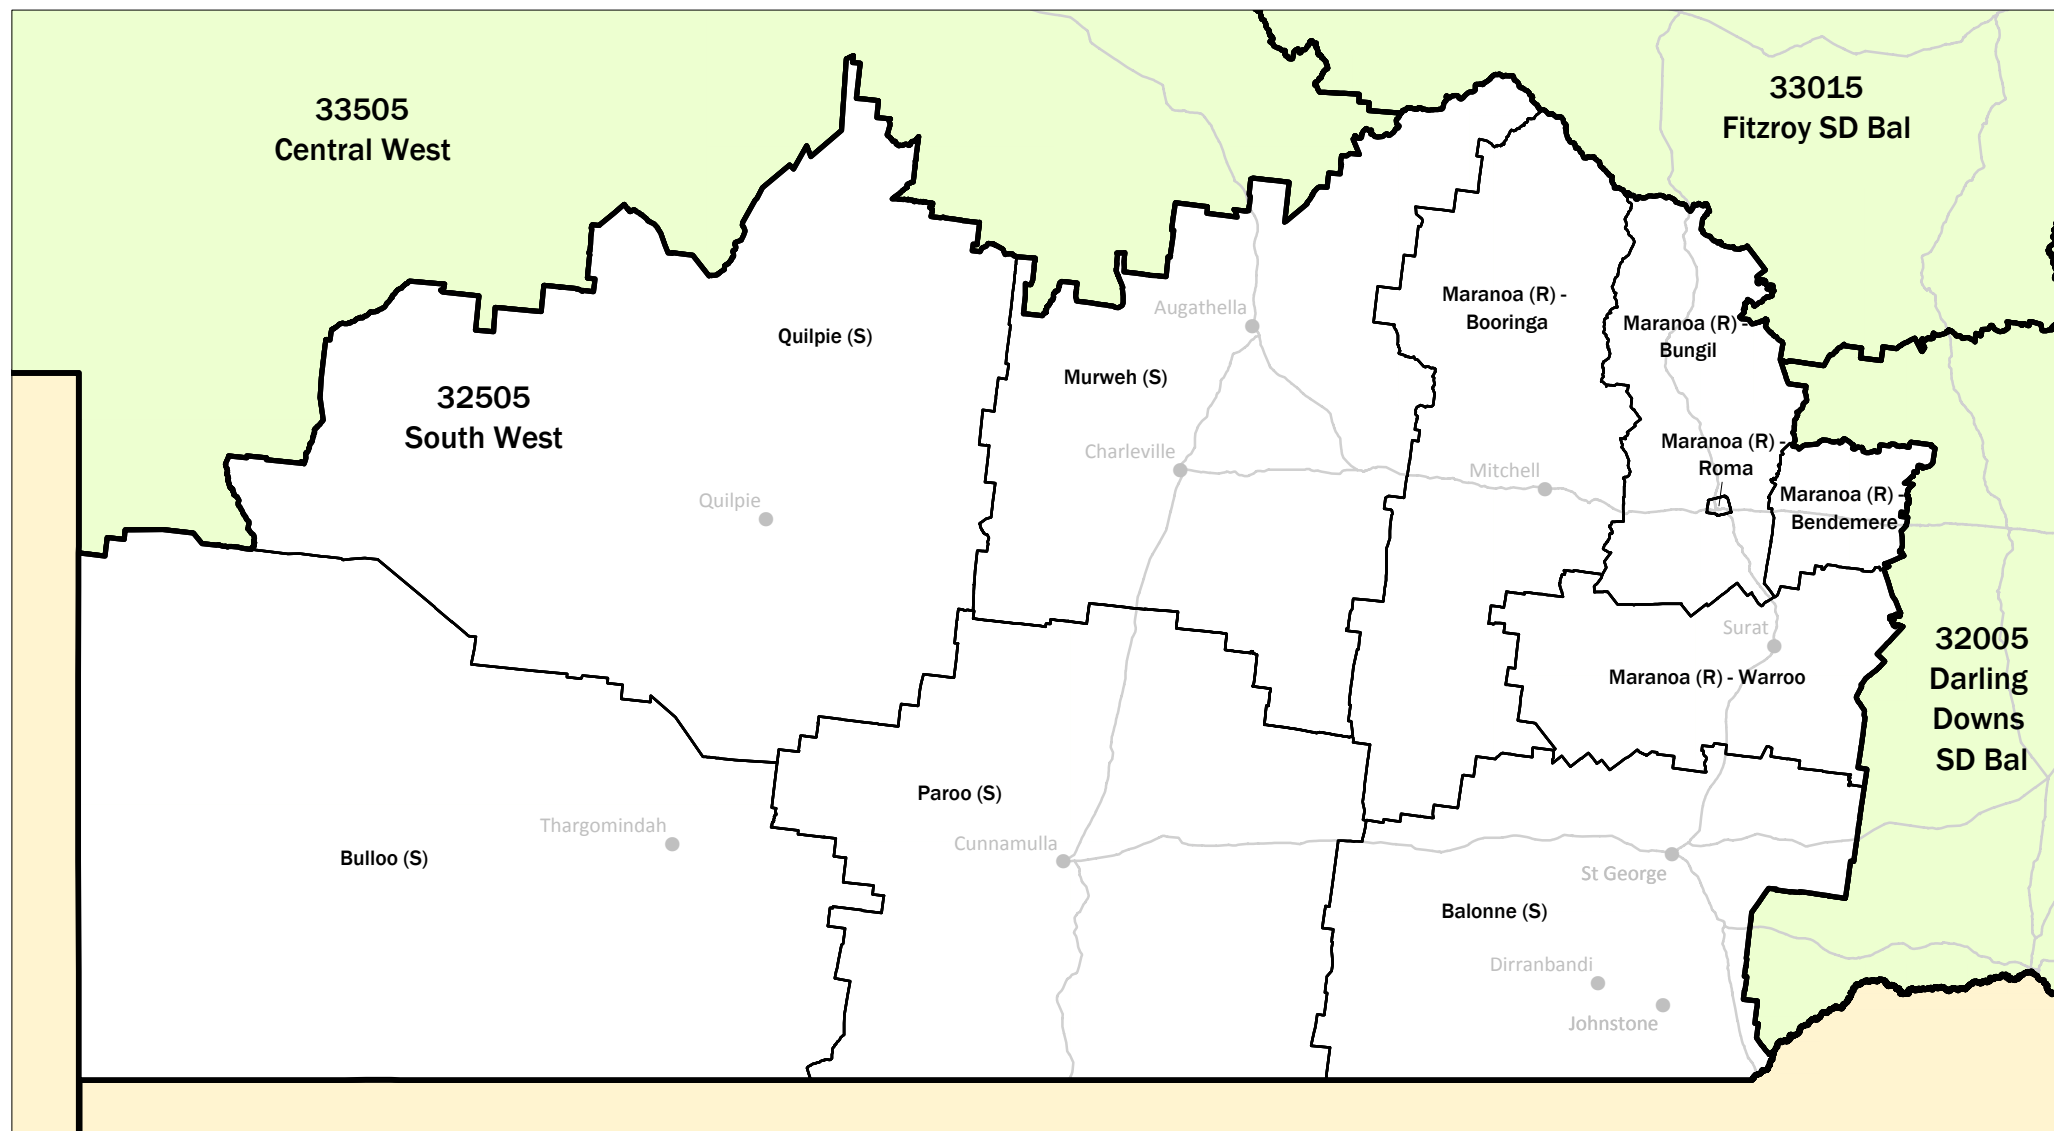 33505
Central West
33015
Fitzroy SD Bal
Maranoa (R) -
Booringa
Augathella
Maranoa (R) -
Bungil
Quilpie (S)
Murweh (S)
32505
South West
Charleville
Maranoa (R) -
Roma
Mitchell
Quilpie
Maranoa (R) -
Bendemere
Surat
32005
Darling
Downs
SD Bal
Maranoa (R) - Warroo
Paroo (S)
Thargomindah
Cunnamulla
Bulloo (S)
St George
Balonne (S)
Dirranbandi
Johnstone